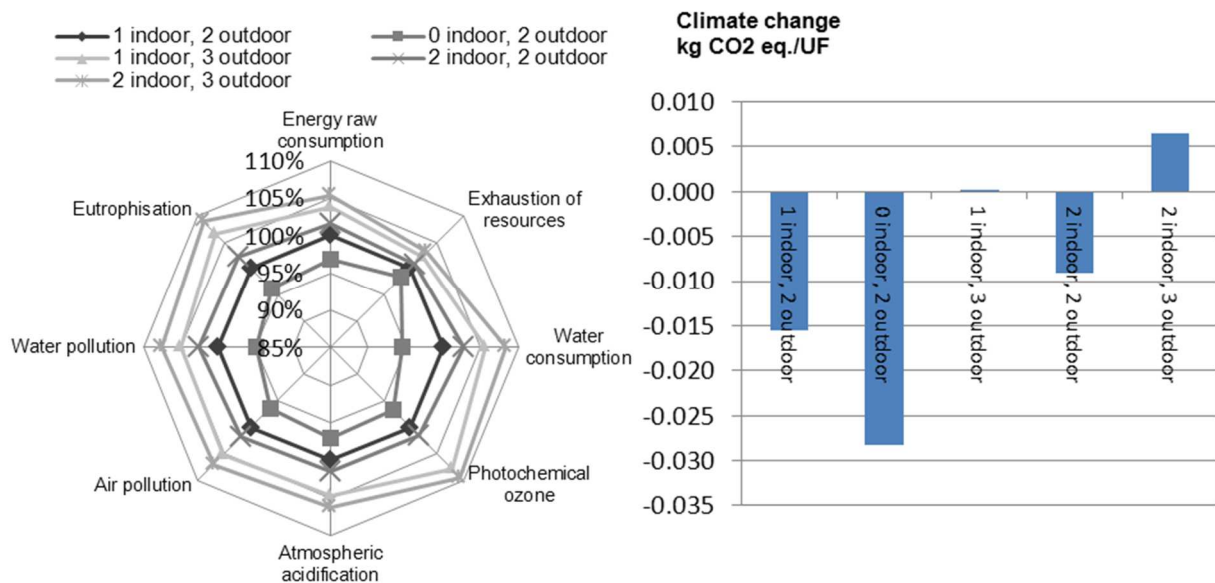 1 indoor, 2 outdoor
0 indoor, 2 outdoor
1 indoor, 3 outdoor
2 indoor, 2 outdoor
2 indoor, 3 outdoor
Energy raw
consumption
110%
105%
100%
95%
90%
85%
Exhaustion of
resources
Water
consumption
Photochemical
ozone
Atmospheric
acidification
Air pollution
Water pollution
Eutrophisation
Climate change
kg CO2 eq./UF
0.010
0.005
0.000
-0.005
-0.010
-0.015
-0.020
-0.025
-0.030
-0.035
1 indoor, 2 outdoor
0 indoor, 2 outdoor
1 indoor, 3 outdoor
2 indoor, 2 outdoor
2 indoor, 3 outdoor